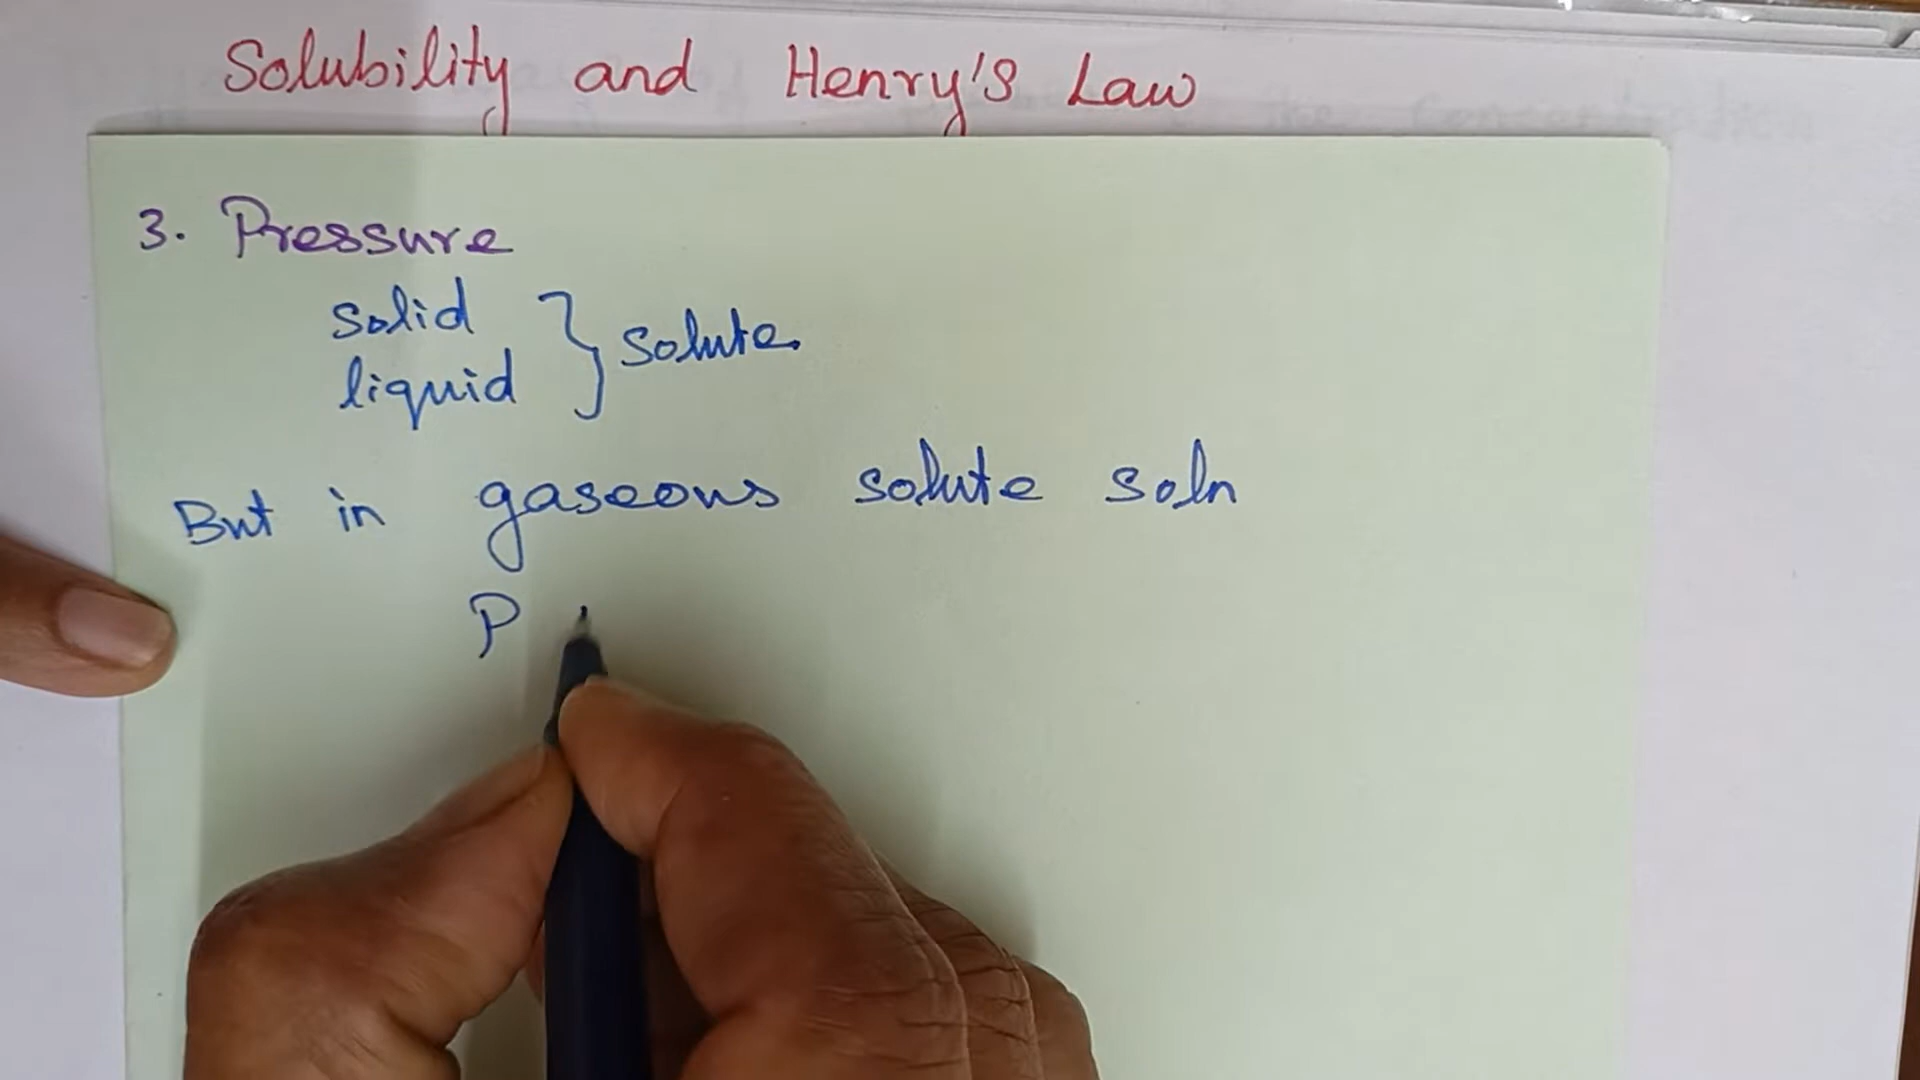 Solubility and Henry's Law
3. Pressure
solid
liquid } solute.
But in gaseous solute soln
P